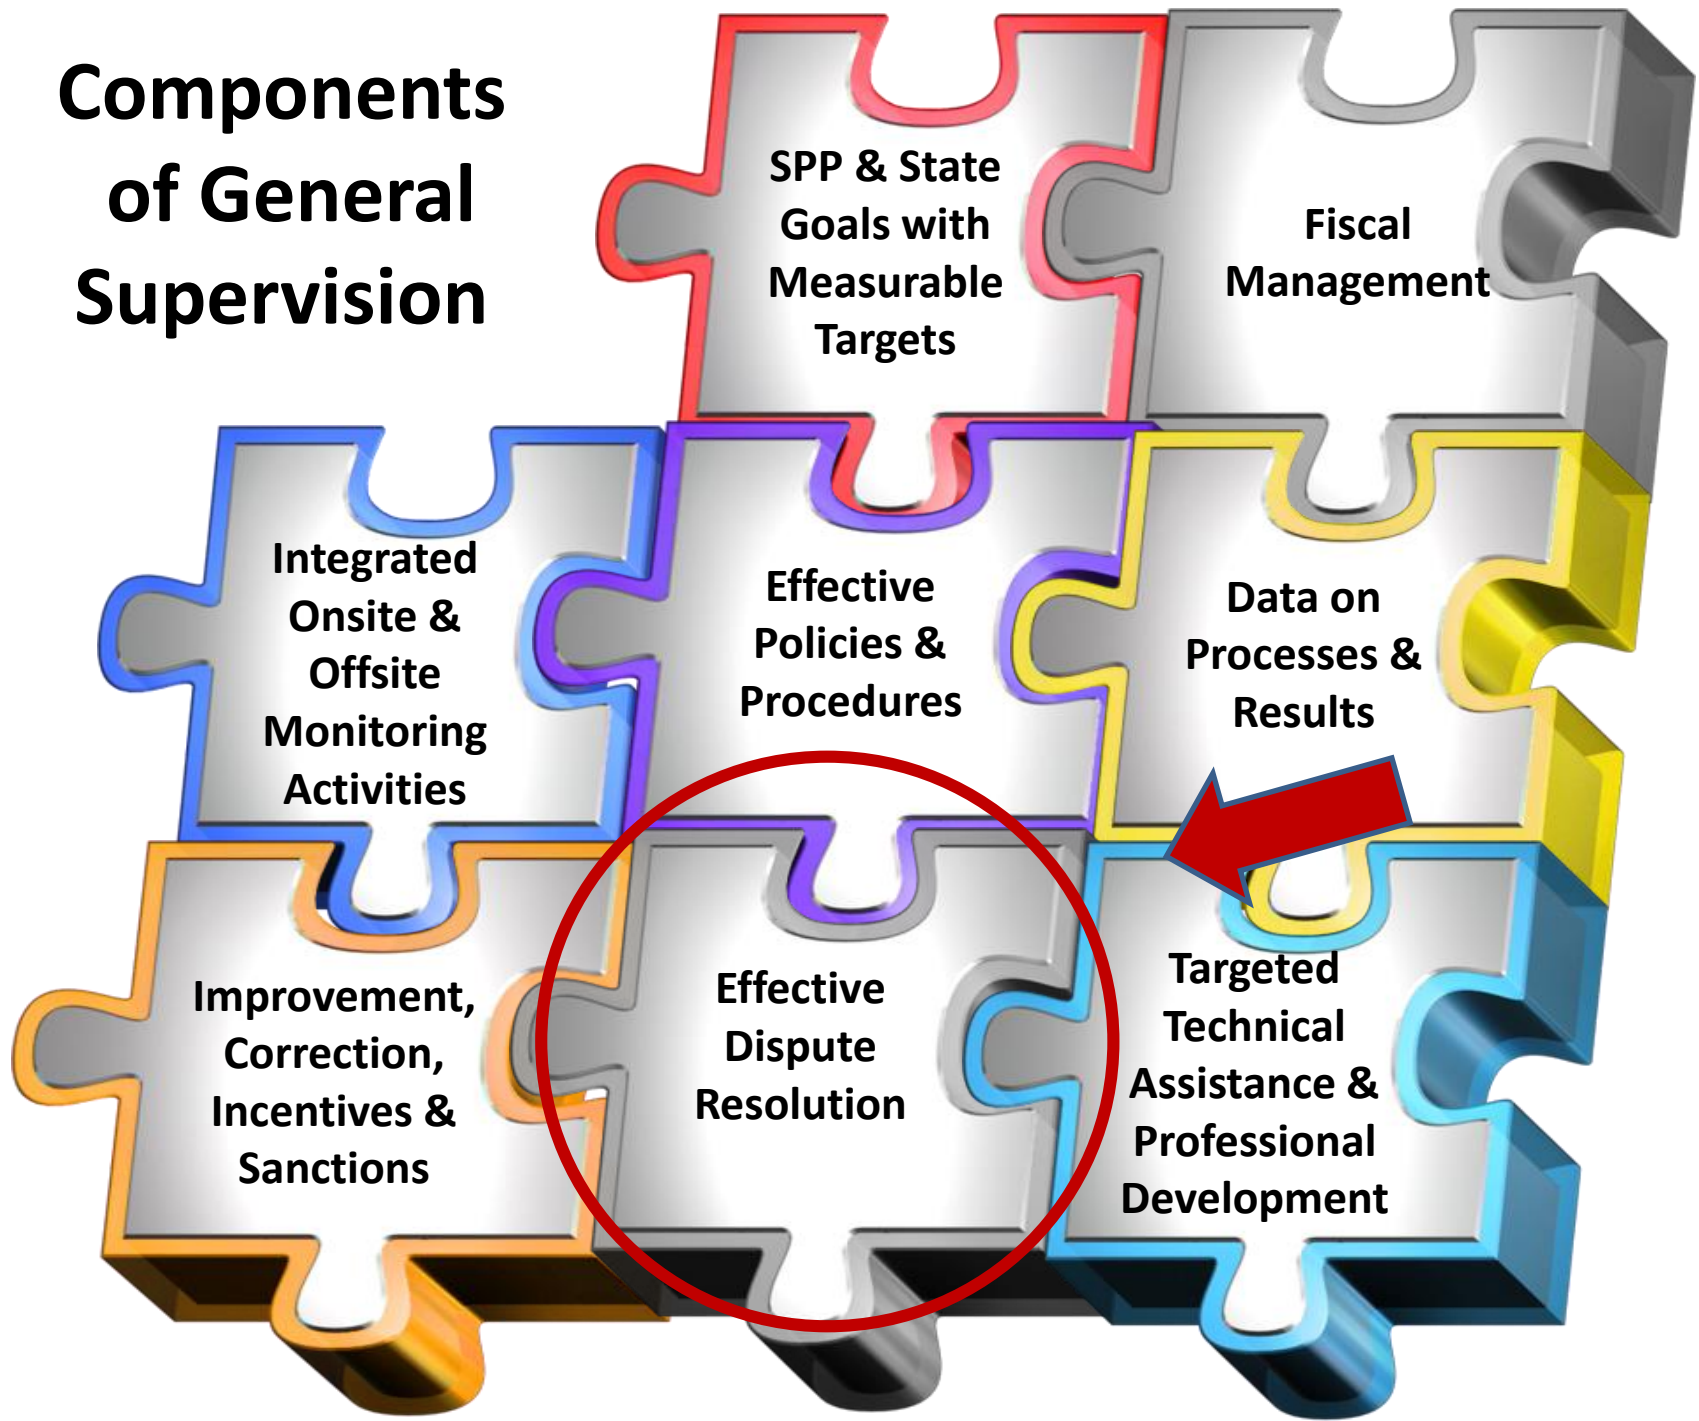 Components
of General
Supervision
SPP & State
Goals with
Measurable
Targets
Fiscal
Management
Integrated
Onsite &
Offsite
Monitoring
Activities
Effective
Policies &
Procedures
Data on
Processes &
Results
Improvement,
Correction,
Incentives &
Sanctions
Effective
Dispute
Resolution
Targeted
Technical
Assistance &
Professional
Development